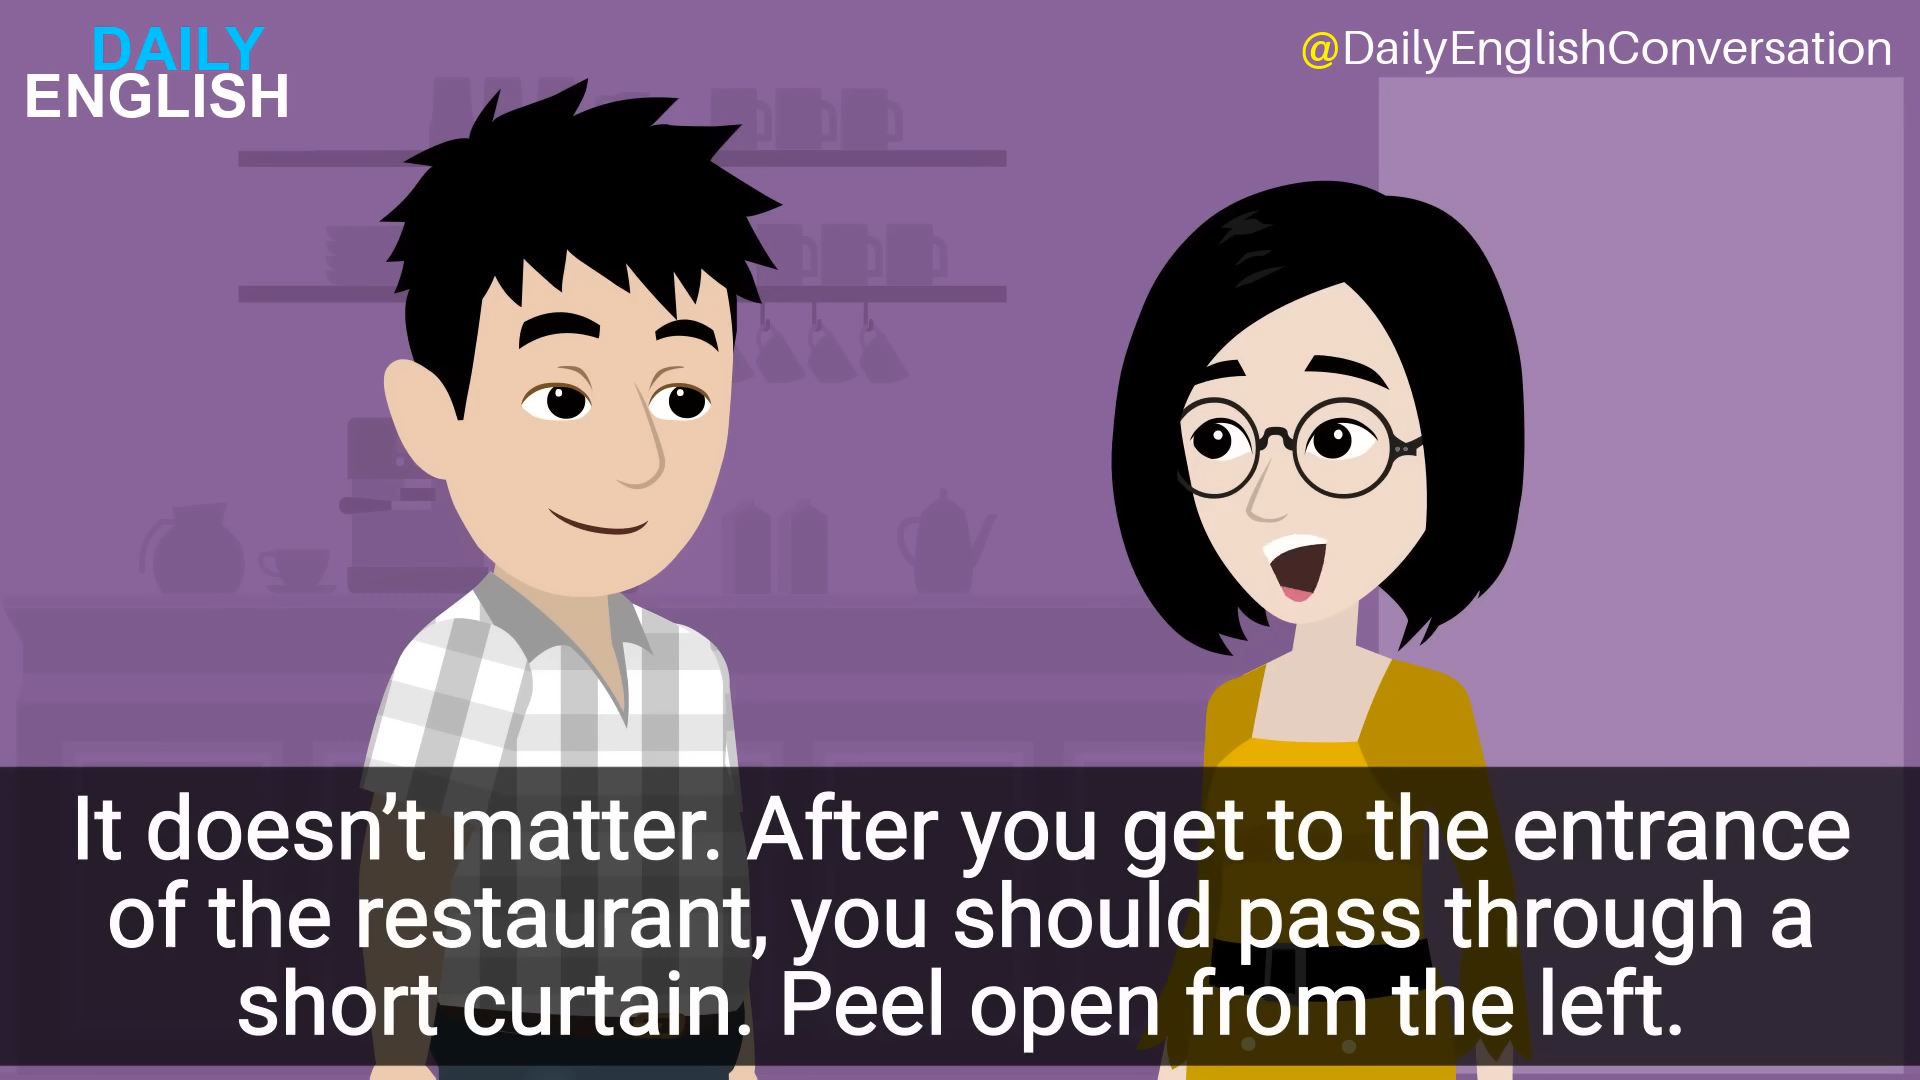 DAILY
ENGLISH
@DailyEnglishConversation
It doesn’t matter. After you get to the entrance
of the restaurant, you should pass through a
short curtain. Peel open from the left.